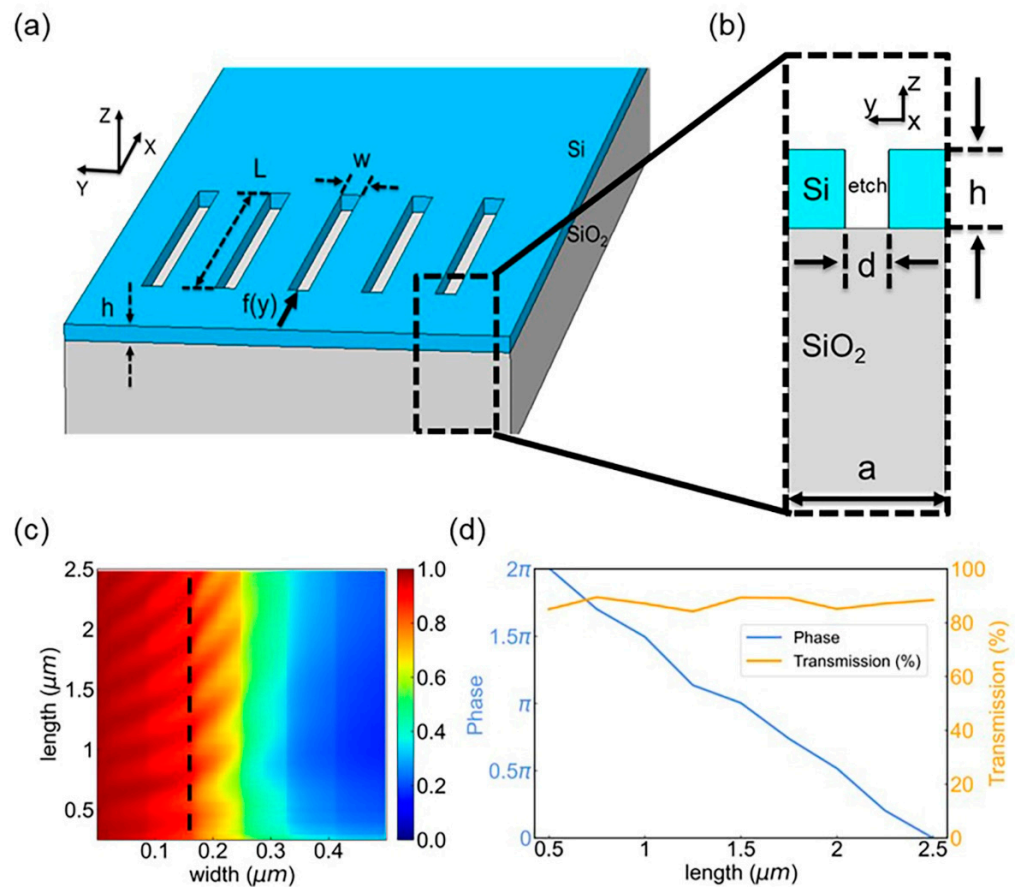 (a)
Z
X
Y
L
w
Si
SiO₂
h
f(y)
(b)
z
y
x
Si
etch
h
d
SiO₂
a
(c)
2.5
2
1.5
1
0.5
length (μm)
0.1
0.2
0.3
0.4
width (μm)
1.0
0.8
0.6
0.4
0.2
0.0
(d)
2π
1.5π
π
0.5π
0
Phase
Phase
Transmission (%)
100
80
60
40
20
0
Transmission (%)
0.5
1
1.5
2
2.5
length (μm)